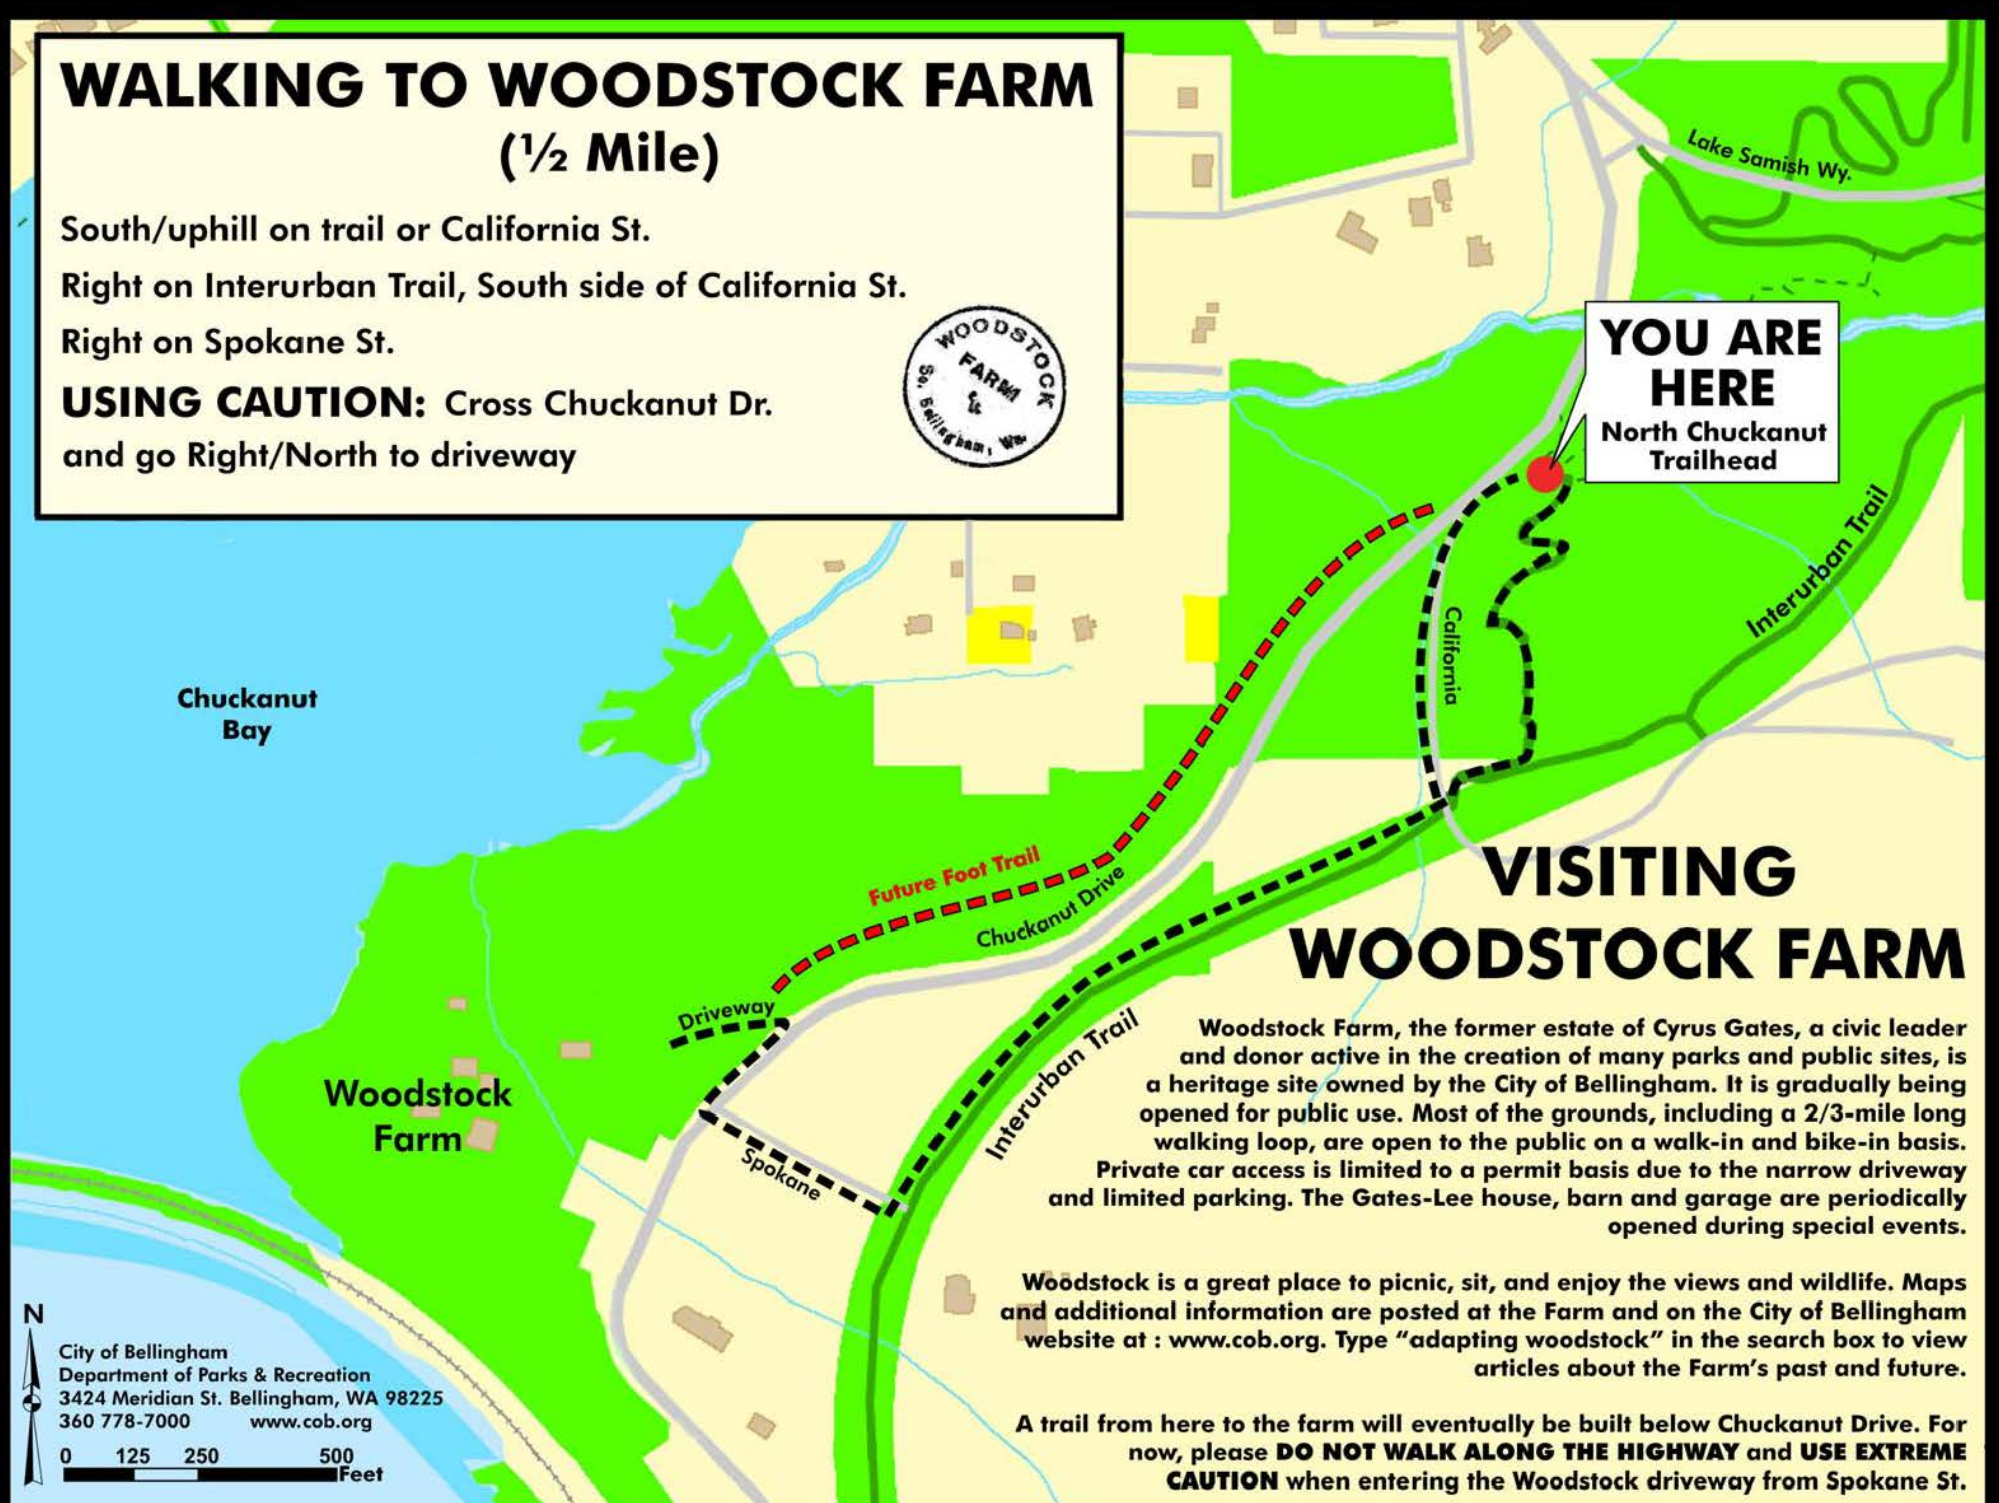 WALKING TO WOODSTOCK FARM
(½ Mile)
South/uphill on trail or California St.
Right on Interurban Trail, South side of California St.
Right on Spokane St.
USING CAUTION: Cross Chuckanut Dr.
and go Right/North to driveway
WOODSTOCK
FARM
So. Bellingham, Wn.
Lake Samish Wy.
YOU ARE
HERE
North Chuckanut
Trailhead
Interurban Trail
California
Chuckanut
Bay
Future Foot Trail
Chuckanut Drive
Driveway
Interurban Trail
Spokane
Woodstock
Farm
VISITING
WOODSTOCK FARM
Woodstock Farm, the former estate of Cyrus Gates, a civic leader
and donor active in the creation of many parks and public sites, is
a heritage site owned by the City of Bellingham. It is gradually being
opened for public use. Most of the grounds, including a 2/3-mile long
walking loop, are open to the public on a walk-in and bike-in basis.
Private car access is limited to a permit basis due to the narrow driveway
and limited parking. The Gates-Lee house, barn and garage are periodically
opened during special events.
Woodstock is a great place to picnic, sit, and enjoy the views and wildlife. Maps
and additional information are posted at the Farm and on the City of Bellingham
website at : www.cob.org. Type “adapting woodstock” in the search box to view
articles about the Farm’s past and future.
A trail from here to the farm will eventually be built below Chuckanut Drive. For
now, please DO NOT WALK ALONG THE HIGHWAY and USE EXTREME
CAUTION when entering the Woodstock driveway from Spokane St.
N
City of Bellingham
Department of Parks & Recreation
3424 Meridian St. Bellingham, WA 98225
360 778-7000 www.cob.org
0 125 250 500
Feet